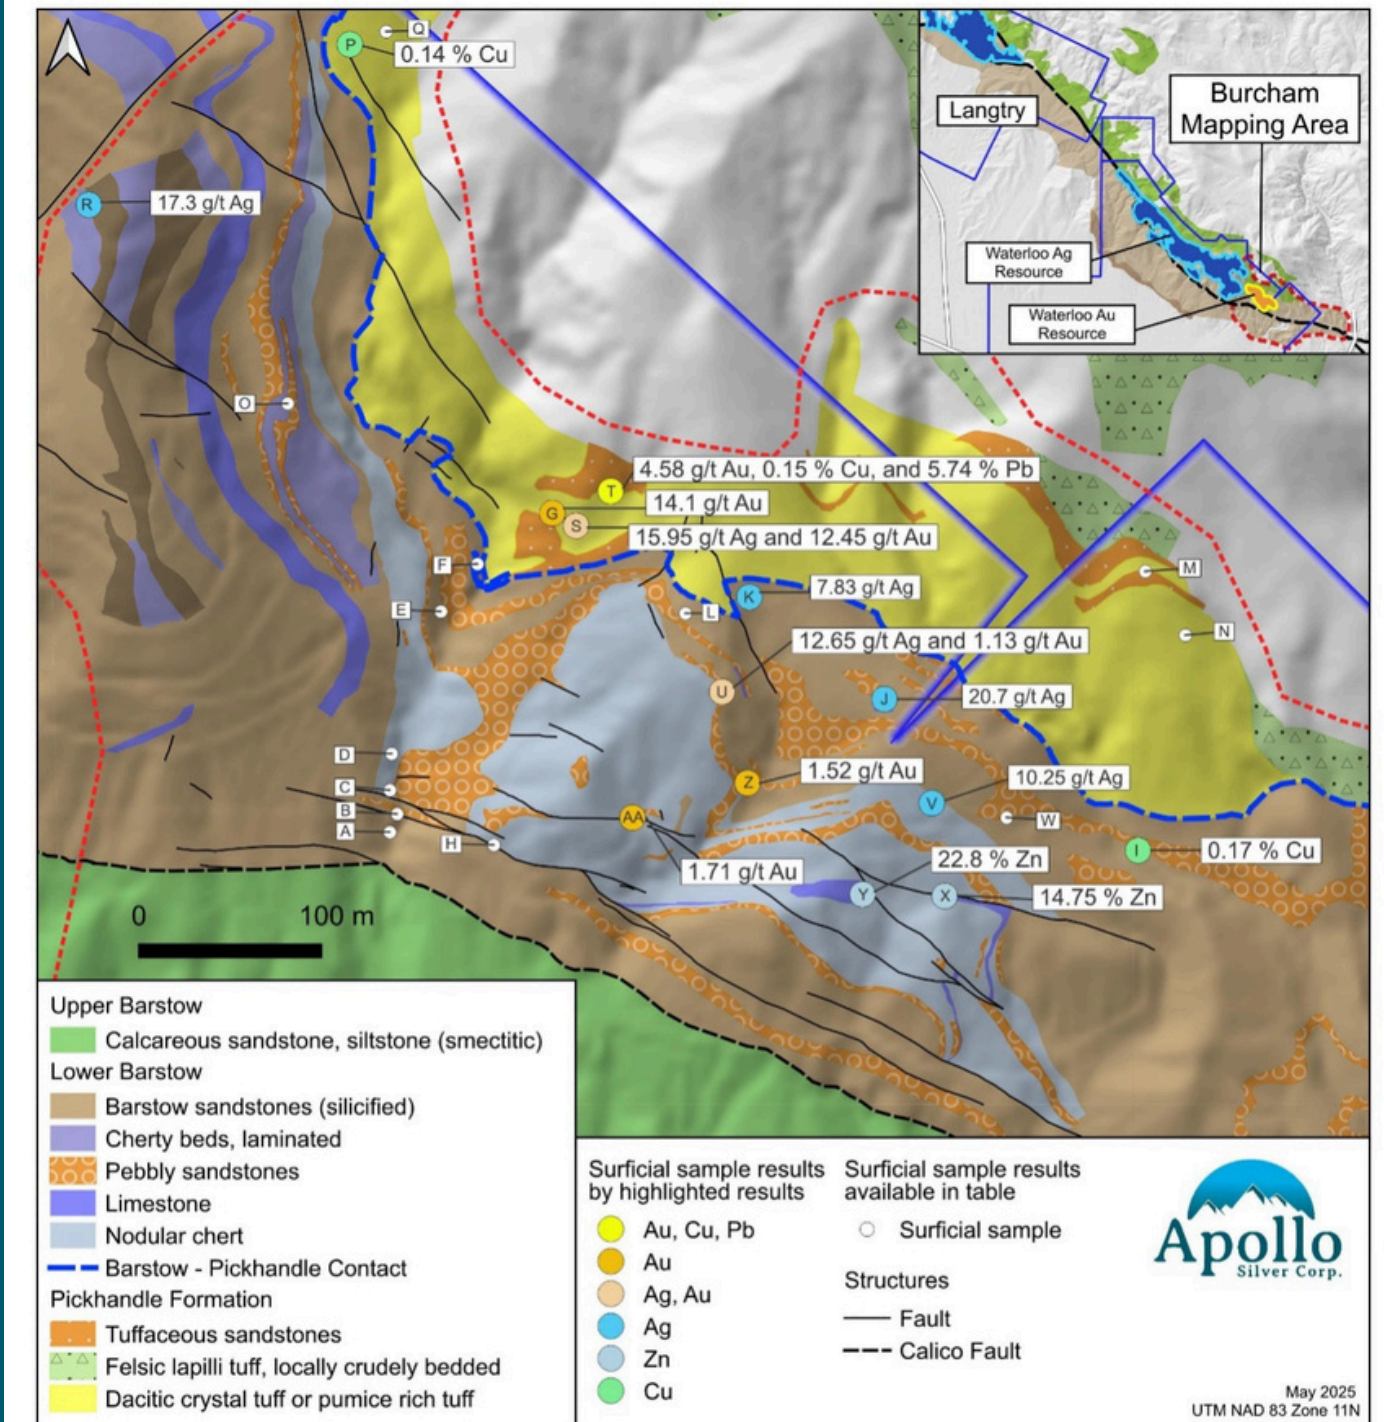 Q
P
0.14 % Cu
Langtry
Burcham
Mapping Area
Waterloo Ag
Resource
Waterloo Au
Resource
R
17.3 g/t Ag
O
4.58 g/t Au, 0.15 % Cu, and 5.74 % Pb
T
14.1 g/t Au
G
S
15.95 g/t Ag and 12.45 g/t Au
F
M
K
7.83 g/t Ag
E
L
N
12.65 g/t Ag and 1.13 g/t Au
U
J
20.7 g/t Ag
D
Z
1.52 g/t Au
10.25 g/t Ag
C
V
B
AA
W
A
H
I
0.17 % Cu
22.8 % Zn
1.71 g/t Au
Y
X
14.75 % Zn
0
100 m
Upper Barstow
Calcareous sandstone, siltstone (smectitic)
Lower Barstow
Barstow sandstones (silicified)
Cherty beds, laminated
Pebbly sandstones
Limestone
Nodular chert
Barstow - Pickhandle Contact
Pickhandle Formation
Tuffaceous sandstones
Felsic lapilli tuff, locally crudely bedded
Dacitic crystal tuff or pumice rich tuff
Surficial sample results
by highlighted results
Au, Cu, Pb
Au
Ag, Au
Ag
Zn
Cu
Surficial sample results
available in table
Surficial sample
Structures
Fault
Calico Fault
Apollo
Silver Corp.
May 2025
UTM NAD 83 Zone 11N